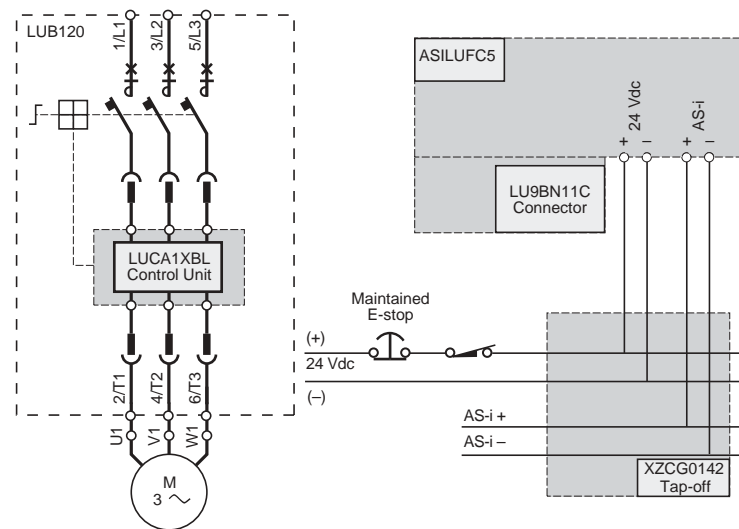 LUB120
1/L1
3/L2
5/L3
LUCA1XBL
Control Unit
2/T1
4/T2
6/T3
U1
V1
W1
M
3 ~
ASILUFC5
24 Vdc
AS-i
+ – + –
LU9BN11C
Connector
Maintained
E-stop
(+)
24 Vdc
(–)
AS-i +
AS-i –
XZCG0142
Tap-off